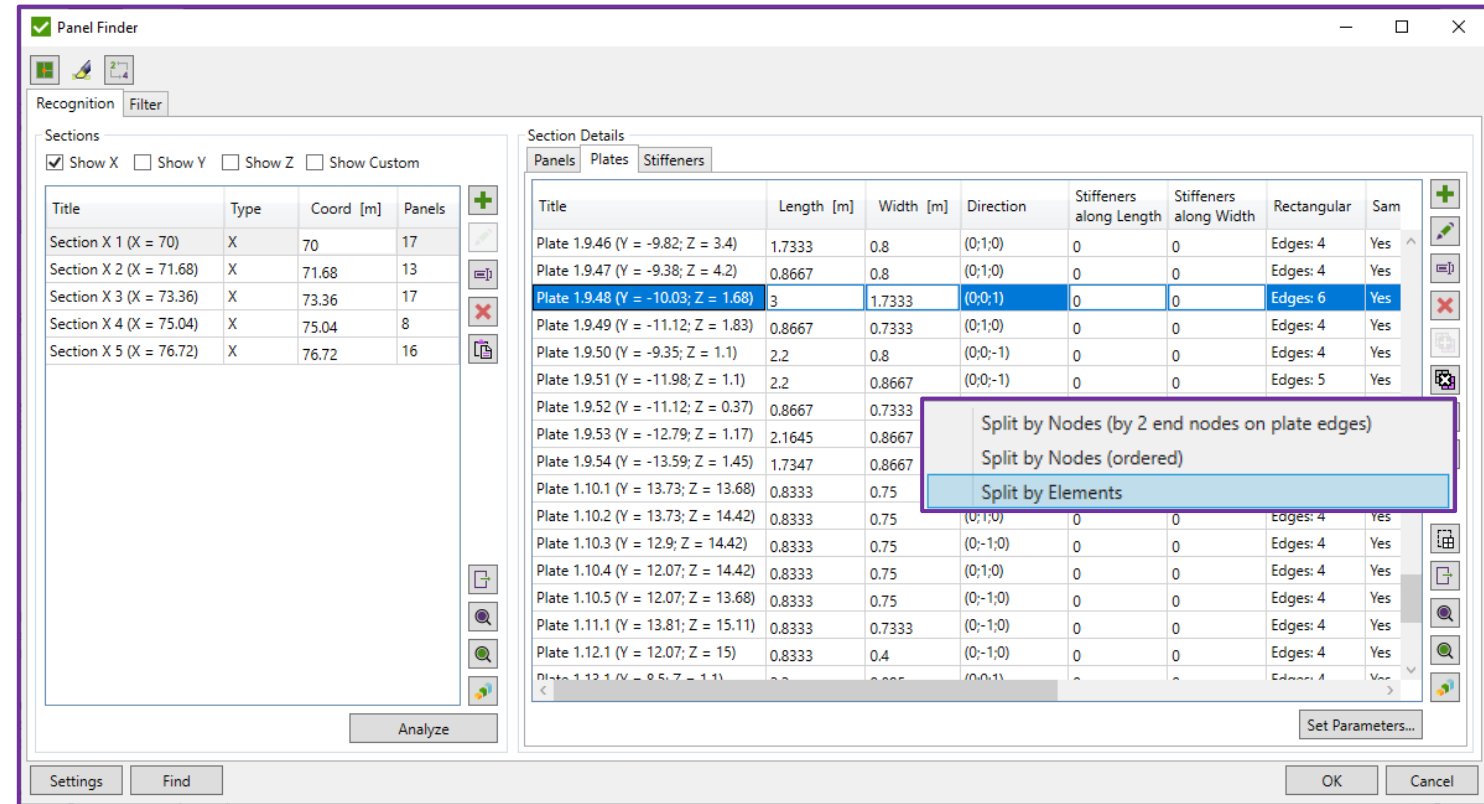 Panel Finder
Recognition Filter
Sections
Show X Show Y Show Z Show Custom
Title Type Coord [m] Panels
Section X 1 (X = 70) X 70 17
Section X 2 (X = 71.68) X 71.68 13
Section X 3 (X = 73.36) X 73.36 17
Section X 4 (X = 75.04) X 75.04 8
Section X 5 (X = 76.72) X 76.72 16
Analyze
Section Details
Panels Plates Stiffeners
Title Length [m] Width [m] Direction Stiffeners along Length Stiffeners along Width Rectangular Sam
Plate 1.9.46 (Y = -9.82; Z = 3.4) 1.7333 0.8 (0;1;0) 0 0 Edges: 4 Yes
Plate 1.9.47 (Y = -9.38; Z = 4.2) 0.8667 0.8 (0;1;0) 0 0 Edges: 4 Yes
Plate 1.9.48 (Y = -10.03; Z = 1.68) 3 1.7333 (0;0;1) 0 0 Edges: 6 Yes
Plate 1.9.49 (Y = -11.12; Z = 1.83) 0.8667 0.7333 (0;1;0) 0 0 Edges: 4 Yes
Plate 1.9.50 (Y = -9.35; Z = 1.1) 2.2 0.8 (0;0;-1) 0 0 Edges: 4 Yes
Plate 1.9.51 (Y = -11.98; Z = 1.1) 2.2 0.8667 (0;0;-1) 0 0 Edges: 5 Yes
Plate 1.9.52 (Y = -11.12; Z = 0.37) 0.8667 0.7333
Plate 1.9.53 (Y = -12.79; Z = 1.17) 2.1645 0.8667
Plate 1.9.54 (Y = -13.59; Z = 1.45) 1.7347 0.8667
Plate 1.10.1 (Y = 13.73; Z = 13.68) 0.8333 0.75
Plate 1.10.2 (Y = 13.73; Z = 14.42) 0.8333 0.75 (0;1;0) 0 0 Edges: 4 Yes
Plate 1.10.3 (Y = 12.9; Z = 14.42) 0.8333 0.75 (0;-1;0) 0 0 Edges: 4 Yes
Plate 1.10.4 (Y = 12.07; Z = 14.42) 0.8333 0.75 (0;1;0) 0 0 Edges: 4 Yes
Plate 1.10.5 (Y = 12.07; Z = 13.68) 0.8333 0.75 (0;-1;0) 0 0 Edges: 4 Yes
Plate 1.11.1 (Y = 13.81; Z = 15.11) 0.8333 0.7333 (0;-1;0) 0 0 Edges: 4 Yes
Plate 1.12.1 (Y = 12.07; Z = 15) 0.8333 0.4 (0;-1;0) 0 0 Edges: 4 Yes
Split by Nodes (by 2 end nodes on plate edges)
Split by Nodes (ordered)
Split by Elements
Set Parameters...
Settings Find OK Cancel